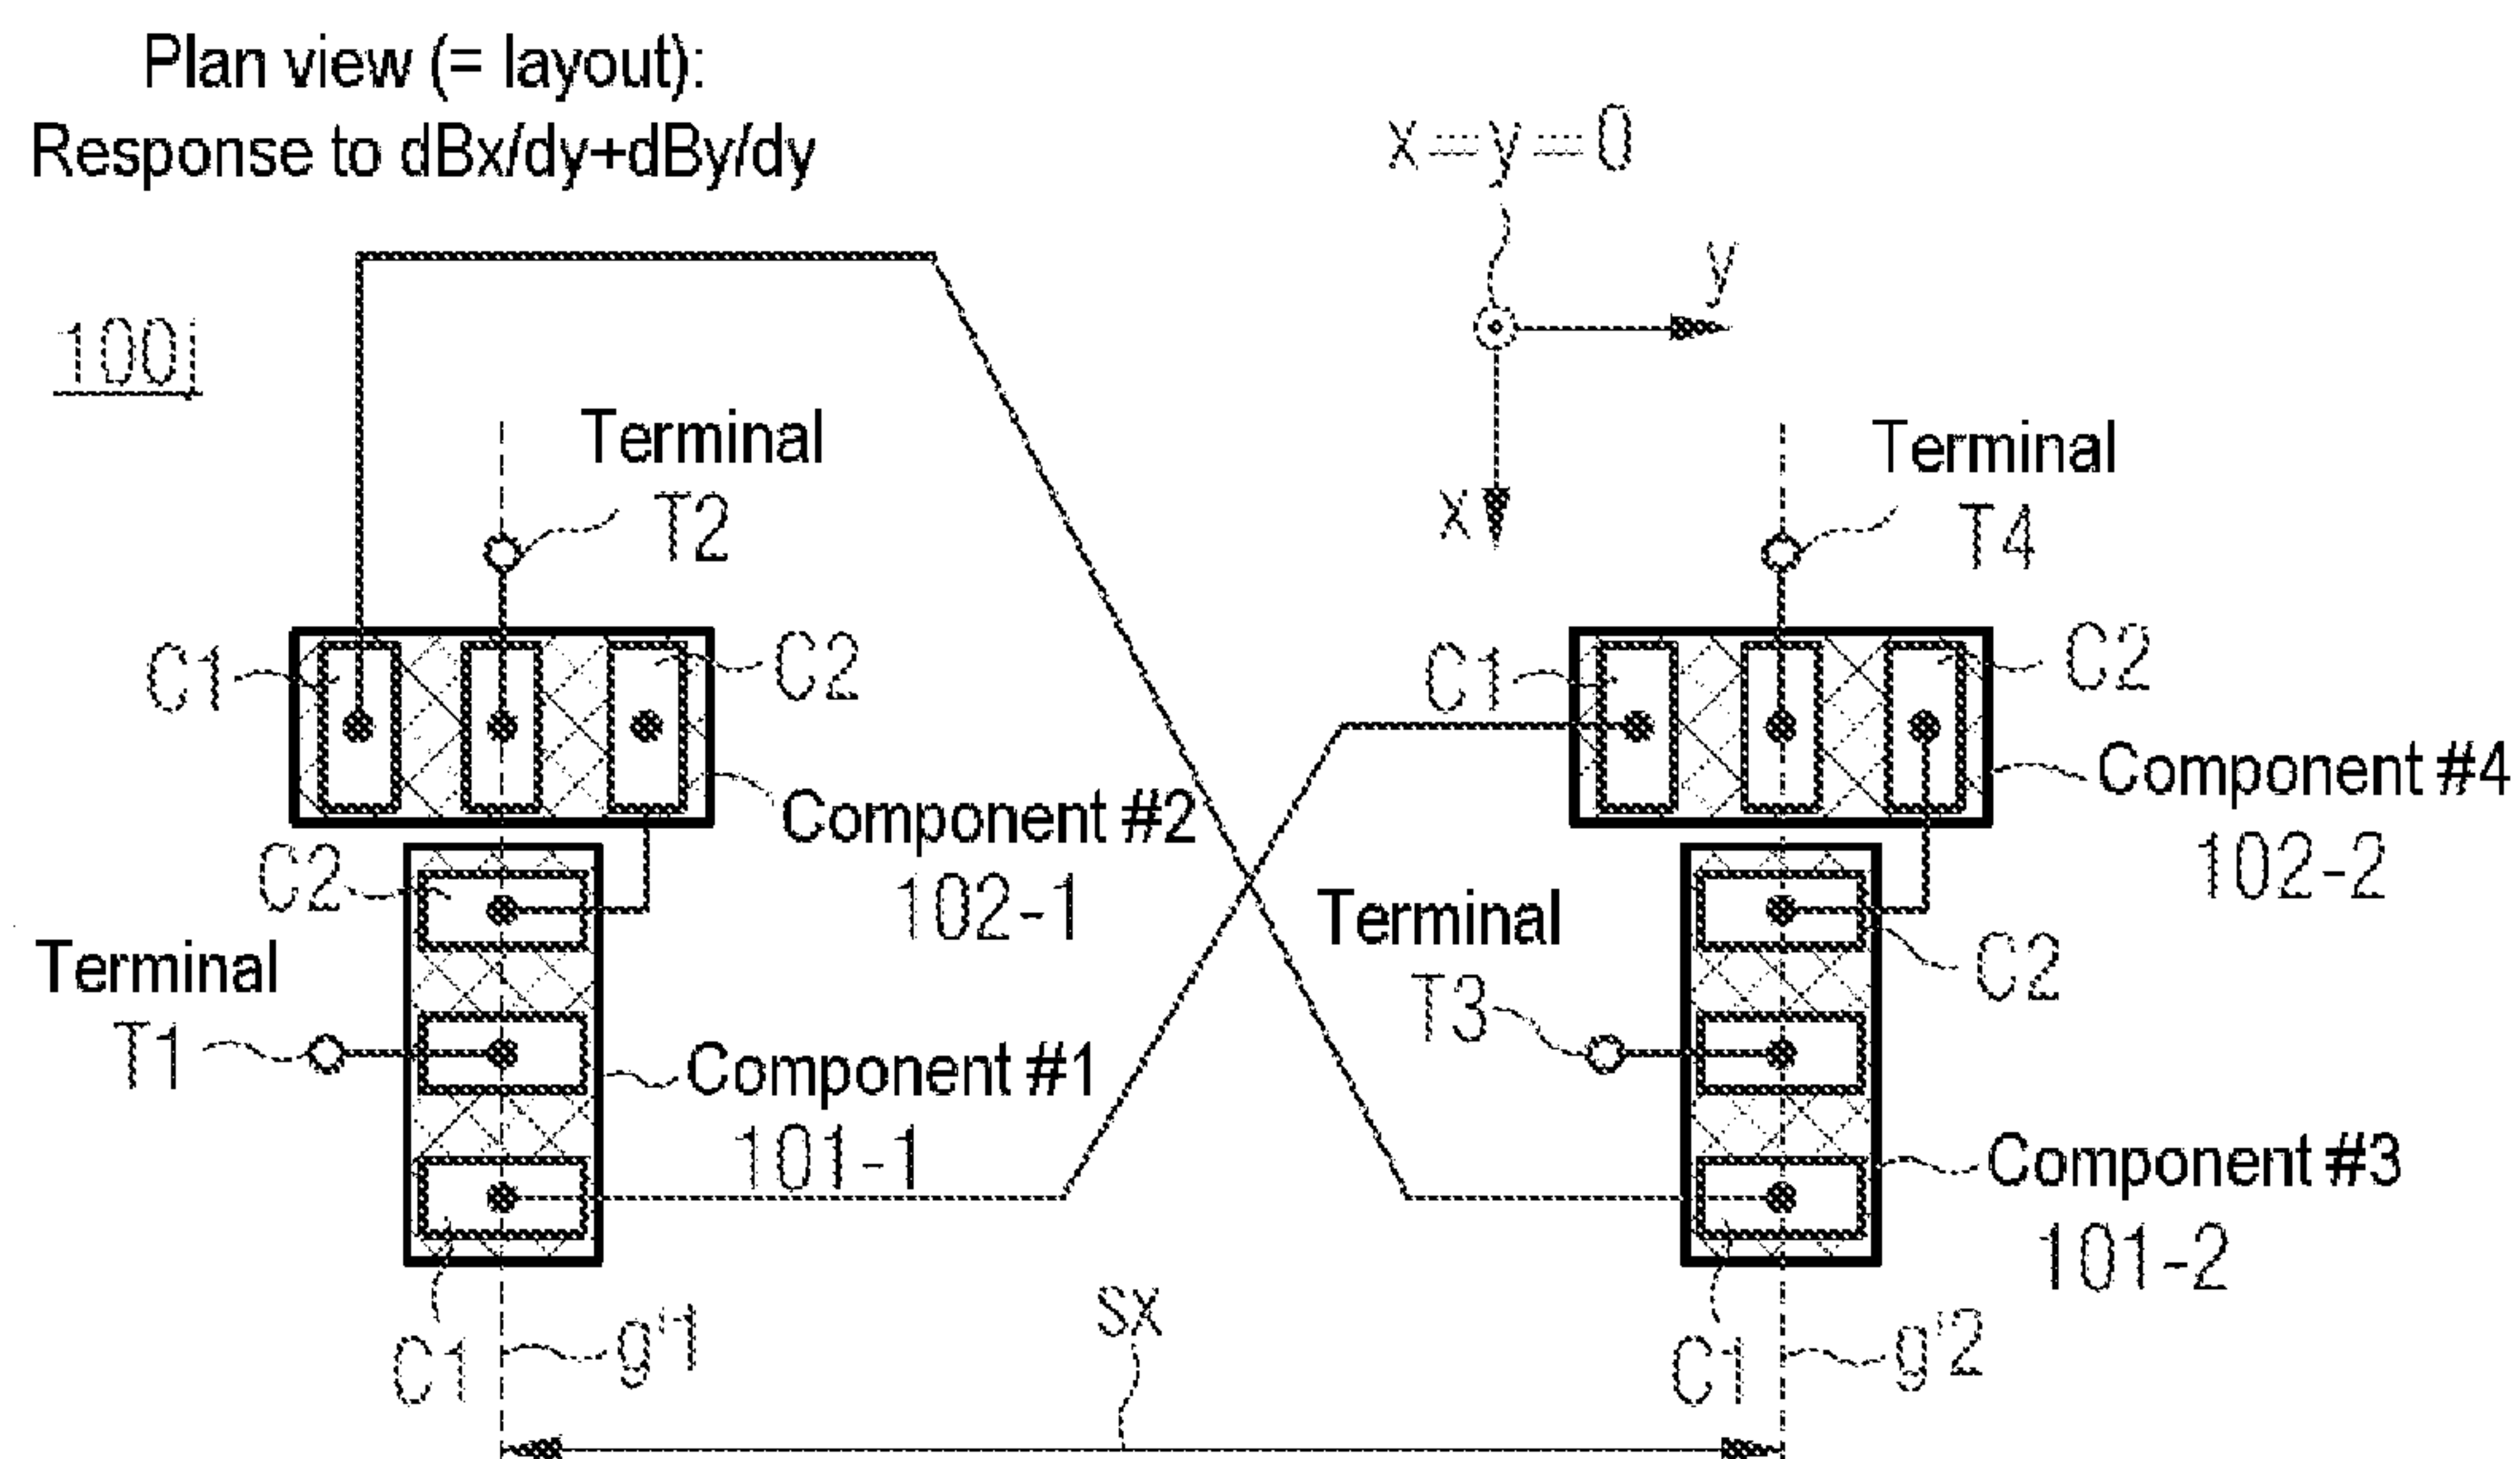 Plan view (= layout):
Response to dBx/dy+dBy/dy
x=y=0
y
x
100j
Terminal
T2
Terminal
T4
C1
C2
C1
C2
Component #2
102-1
Component #4
102-2
C2
Terminal
T1
Terminal
T3
C2
Component #1
101-1
Component #3
101-2
C1
g'1
sx
C1
g'2